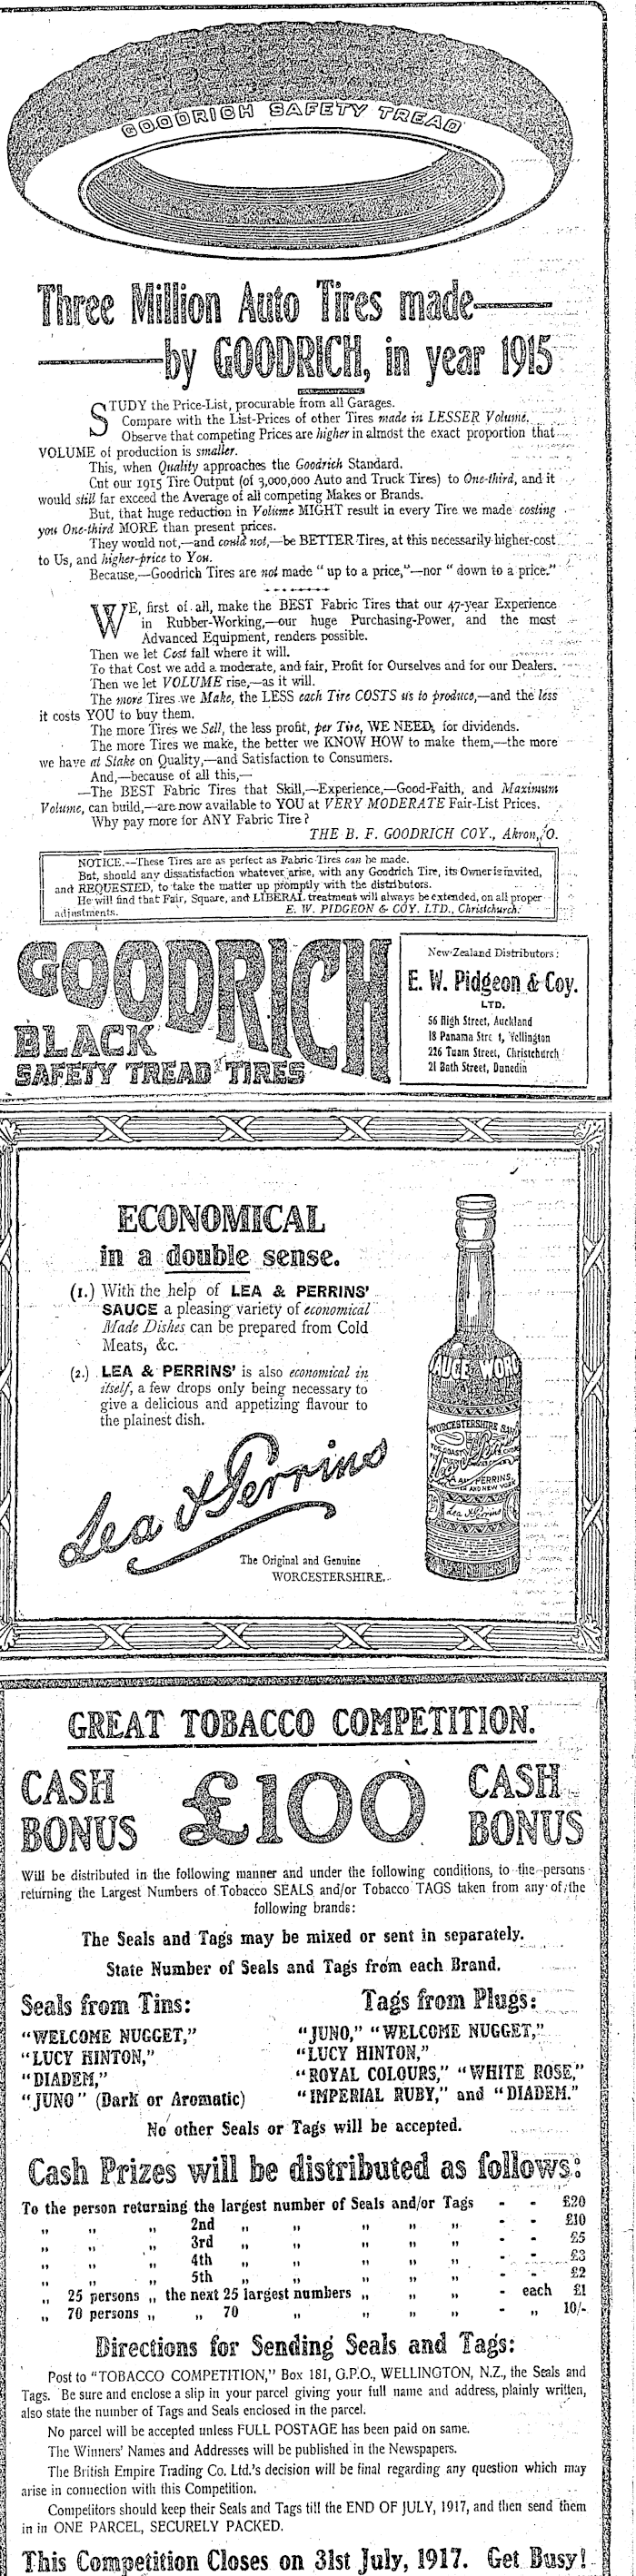 GOODRICH SAFETY TREAD
Three Million Auto Tires made—
—by GOODRICH, in year 1915
STUDY the Price-List, procurable from all Garages.
Compare with the List-Prices of other Tires made in LESSER Volume.
Observe that competing Prices are higher in almost the exact proportion that
VOLUME of production is smaller.
This, when Quality approaches the Goodrich Standard.
Cut our 1915 Tire Output (of 3,000,000 Auto and Truck Tires) to One-third, and it
would still far exceed the Average of all competing Makes or Brands.
But, that huge reduction in Volume MIGHT result in every Tire we made costing
you One-third MORE than present prices.
They would not,—and could not,—be BETTER Tires, at this necessarily higher-cost
to Us, and higher-price to You.
Because,—Goodrich Tires are not made "up to a price,"—nor "down to a price."
WE, first of all, make the BEST Fabric Tires that our 47-year Experience
in Rubber-Working,—our huge Purchasing-Power, and the most
Advanced Equipment, renders possible.
Then we let Cost fall where it will.
To that Cost we add a moderate, and fair, Profit for Ourselves and for our Dealers.
Then we let VOLUME rise,—as it will.
The more Tires we Make, the LESS each Tire COSTS us to produce,—and the less
it costs YOU to buy them.
The more Tires we Sell, the less profit, per Tire, WE NEED, for dividends.
The more Tires we make, the better we KNOW HOW to make them,—the more
we have at Stake on Quality,—and Satisfaction to Consumers.
And,—because of all this,—
—The BEST Fabric Tires that Skill,—Experience,—Good-Faith, and Maximum
Volume, can build,—are now available to YOU at VERY MODERATE Fair-List Prices.
Why pay more for ANY Fabric Tire?
THE B. F. GOODRICH COY., Akron, O.
NOTICE.—These Tires are as perfect as Fabric Tires can be made.
But, should any dissatisfaction whatever arise, with any Goodrich Tire, its Owner is invited,
and REQUESTED, to take the matter up promptly with the distributors.
He will find that Fair, Square, and LIBERAL treatment will always be extended, on all proper
adjustments. E. W. PIDGEON & COY. LTD., Christchurch.
GOODRICH
BLACK
SAFETY TREAD TIRES
New Zealand Distributors:
E. W. Pidgeon & Coy.
LTD.
56 High Street, Auckland
18 Panama Street, Wellington
226 Tuam Street, Christchurch
21 Bath Street, Dunedin
ECONOMICAL
in a double sense.
(1.) With the help of LEA & PERRINS'
SAUCE a pleasing variety of economical
Made Dishes can be prepared from Cold
Meats, &c.
(2.) LEA & PERRINS' is also economical in
itself, a few drops only being necessary to
give a delicious and appetizing flavour to
the plainest dish.
Lea & Perrins
The Original and Genuine
WORCESTERSHIRE.
AUCE WORC
WORCESTERSHIRE SAU
PERRINS,
AND NEW YORK
Lea & Perrins
GREAT TOBACCO COMPETITION.
CASH BONUS £100 CASH BONUS
Will be distributed in the following manner and under the following conditions, to the persons
returning the Largest Numbers of Tobacco SEALS and/or Tobacco TAGS taken from any of the
following brands:
The Seals and Tags may be mixed or sent in separately.
State Number of Seals and Tags from each Brand.
Seals from Tins:
"WELCOME NUGGET,"
"LUCY HINTON,"
"DIADEM,"
"JUNO" (Dark or Aromatic)
Tags from Plugs:
"JUNO," "WELCOME NUGGET,"
"LUCY HINTON,"
"ROYAL COLOURS," "WHITE ROSE,"
"IMPERIAL RUBY," and "DIADEM."
No other Seals or Tags will be accepted.
Cash Prizes will be distributed as follows:
To the person returning the largest number of Seals and/or Tags - - £20
„ „ „ 2nd „ „ „ „ „ - - £10
„ „ „ 3rd „ „ „ „ „ - - £5
„ „ „ 4th „ „ „ „ „ - - £3
„ „ „ 5th „ „ „ „ „ - - £2
„ 25 persons „ the next 25 largest numbers „ „ „ - each £1
„ 70 persons „ „ 70 „ „ „ „ - „ 10/-
Directions for Sending Seals and Tags:
Post to "TOBACCO COMPETITION," Box 181, G.P.O., WELLINGTON, N.Z., the Seals and
Tags. Be sure and enclose a slip in your parcel giving your full name and address, plainly written,
also state the number of Tags and Seals enclosed in the parcel.
No parcel will be accepted unless FULL POSTAGE has been paid on same.
The Winners' Names and Addresses will be published in the Newspapers.
The British Empire Trading Co. Ltd.'s decision will be final regarding any question which may
arise in connection with this Competition.
Competitors should keep their Seals and Tags till the END OF JULY, 1917, and then send them
in in ONE PARCEL, SECURELY PACKED.
This Competition Closes on 31st July, 1917. Get Busy!